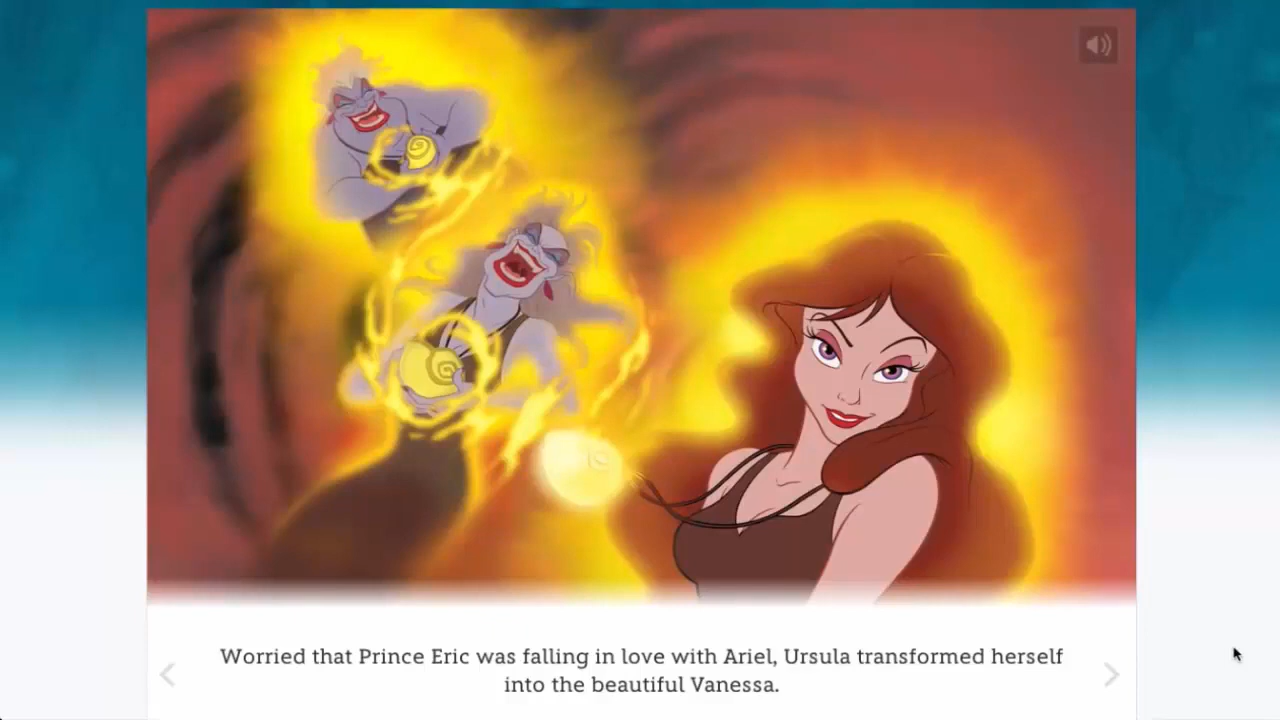 Worried that Prince Eric was falling in love with Ariel, Ursula transformed herself
into the beautiful Vanessa.